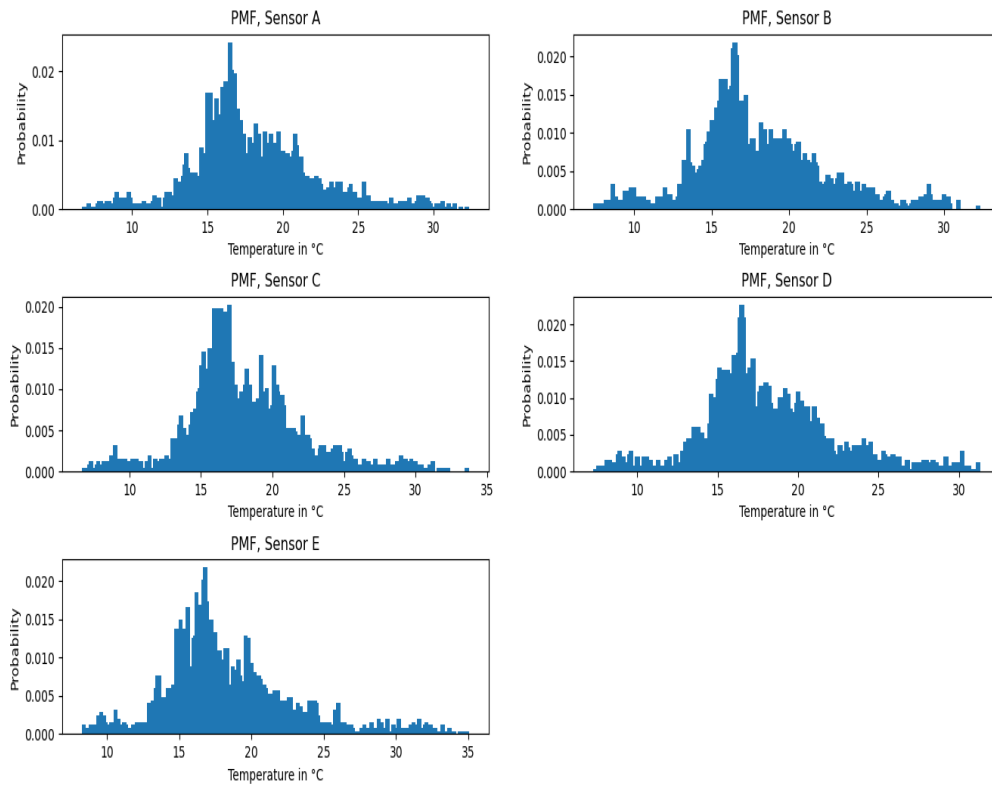 PMF, Sensor A
Probability
0.02
0.01
0.00
10 15 20 25 30
Temperature in °C
PMF, Sensor B
Probability
0.020
0.015
0.010
0.005
0.000
10 15 20 25 30
Temperature in °C
PMF, Sensor C
Probability
0.020
0.015
0.010
0.005
0.000
10 15 20 25 30 35
Temperature in °C
PMF, Sensor D
Probability
0.020
0.015
0.010
0.005
0.000
10 15 20 25 30
Temperature in °C
PMF, Sensor E
Probability
0.020
0.015
0.010
0.005
0.000
10 15 20 25 30 35
Temperature in °C